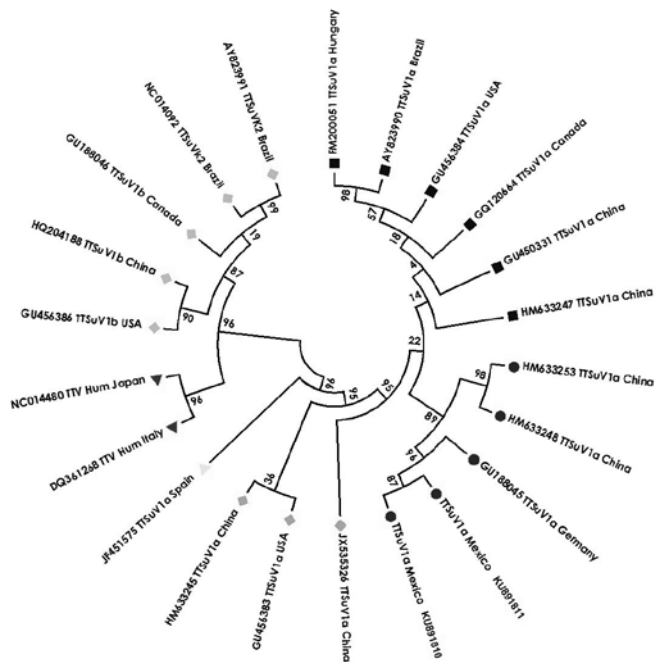 FM200051 TTSuV1a Hungary
AY823990 TTSuV1a Brazil
GU456384 TTSuV1a USA
GQ120664 TTSuV1a Canada
GU450331 TTSuV1a China
HM633247 TTSuV1a China
HM633253 TTSuV1a China
HM633248 TTSuV1a China
GU188045 TTSuV1a Germany
TTSuV1a Mexico KU891811
TTSuV1a Mexico KU891810
JX535326 TTSuV1a China
GU456383 TTSuV1a USA
HM633245 TTSuV1a China
JF451575 TTSuV1a Spain
DQ361268 TTV Hum Italy
NC014480 TTV Hum Japan
GU456386 TTSuV1b USA
HQ204188 TTSuV1b China
GU188046 TTSuV1b Canada
NC014092 TTSuVk2 Brazil
AY823991 TTSuVK2 Brazil
98
57
18
4
14
22
98
89
96
87
95
95
96
36
96
96
90
87
19
99